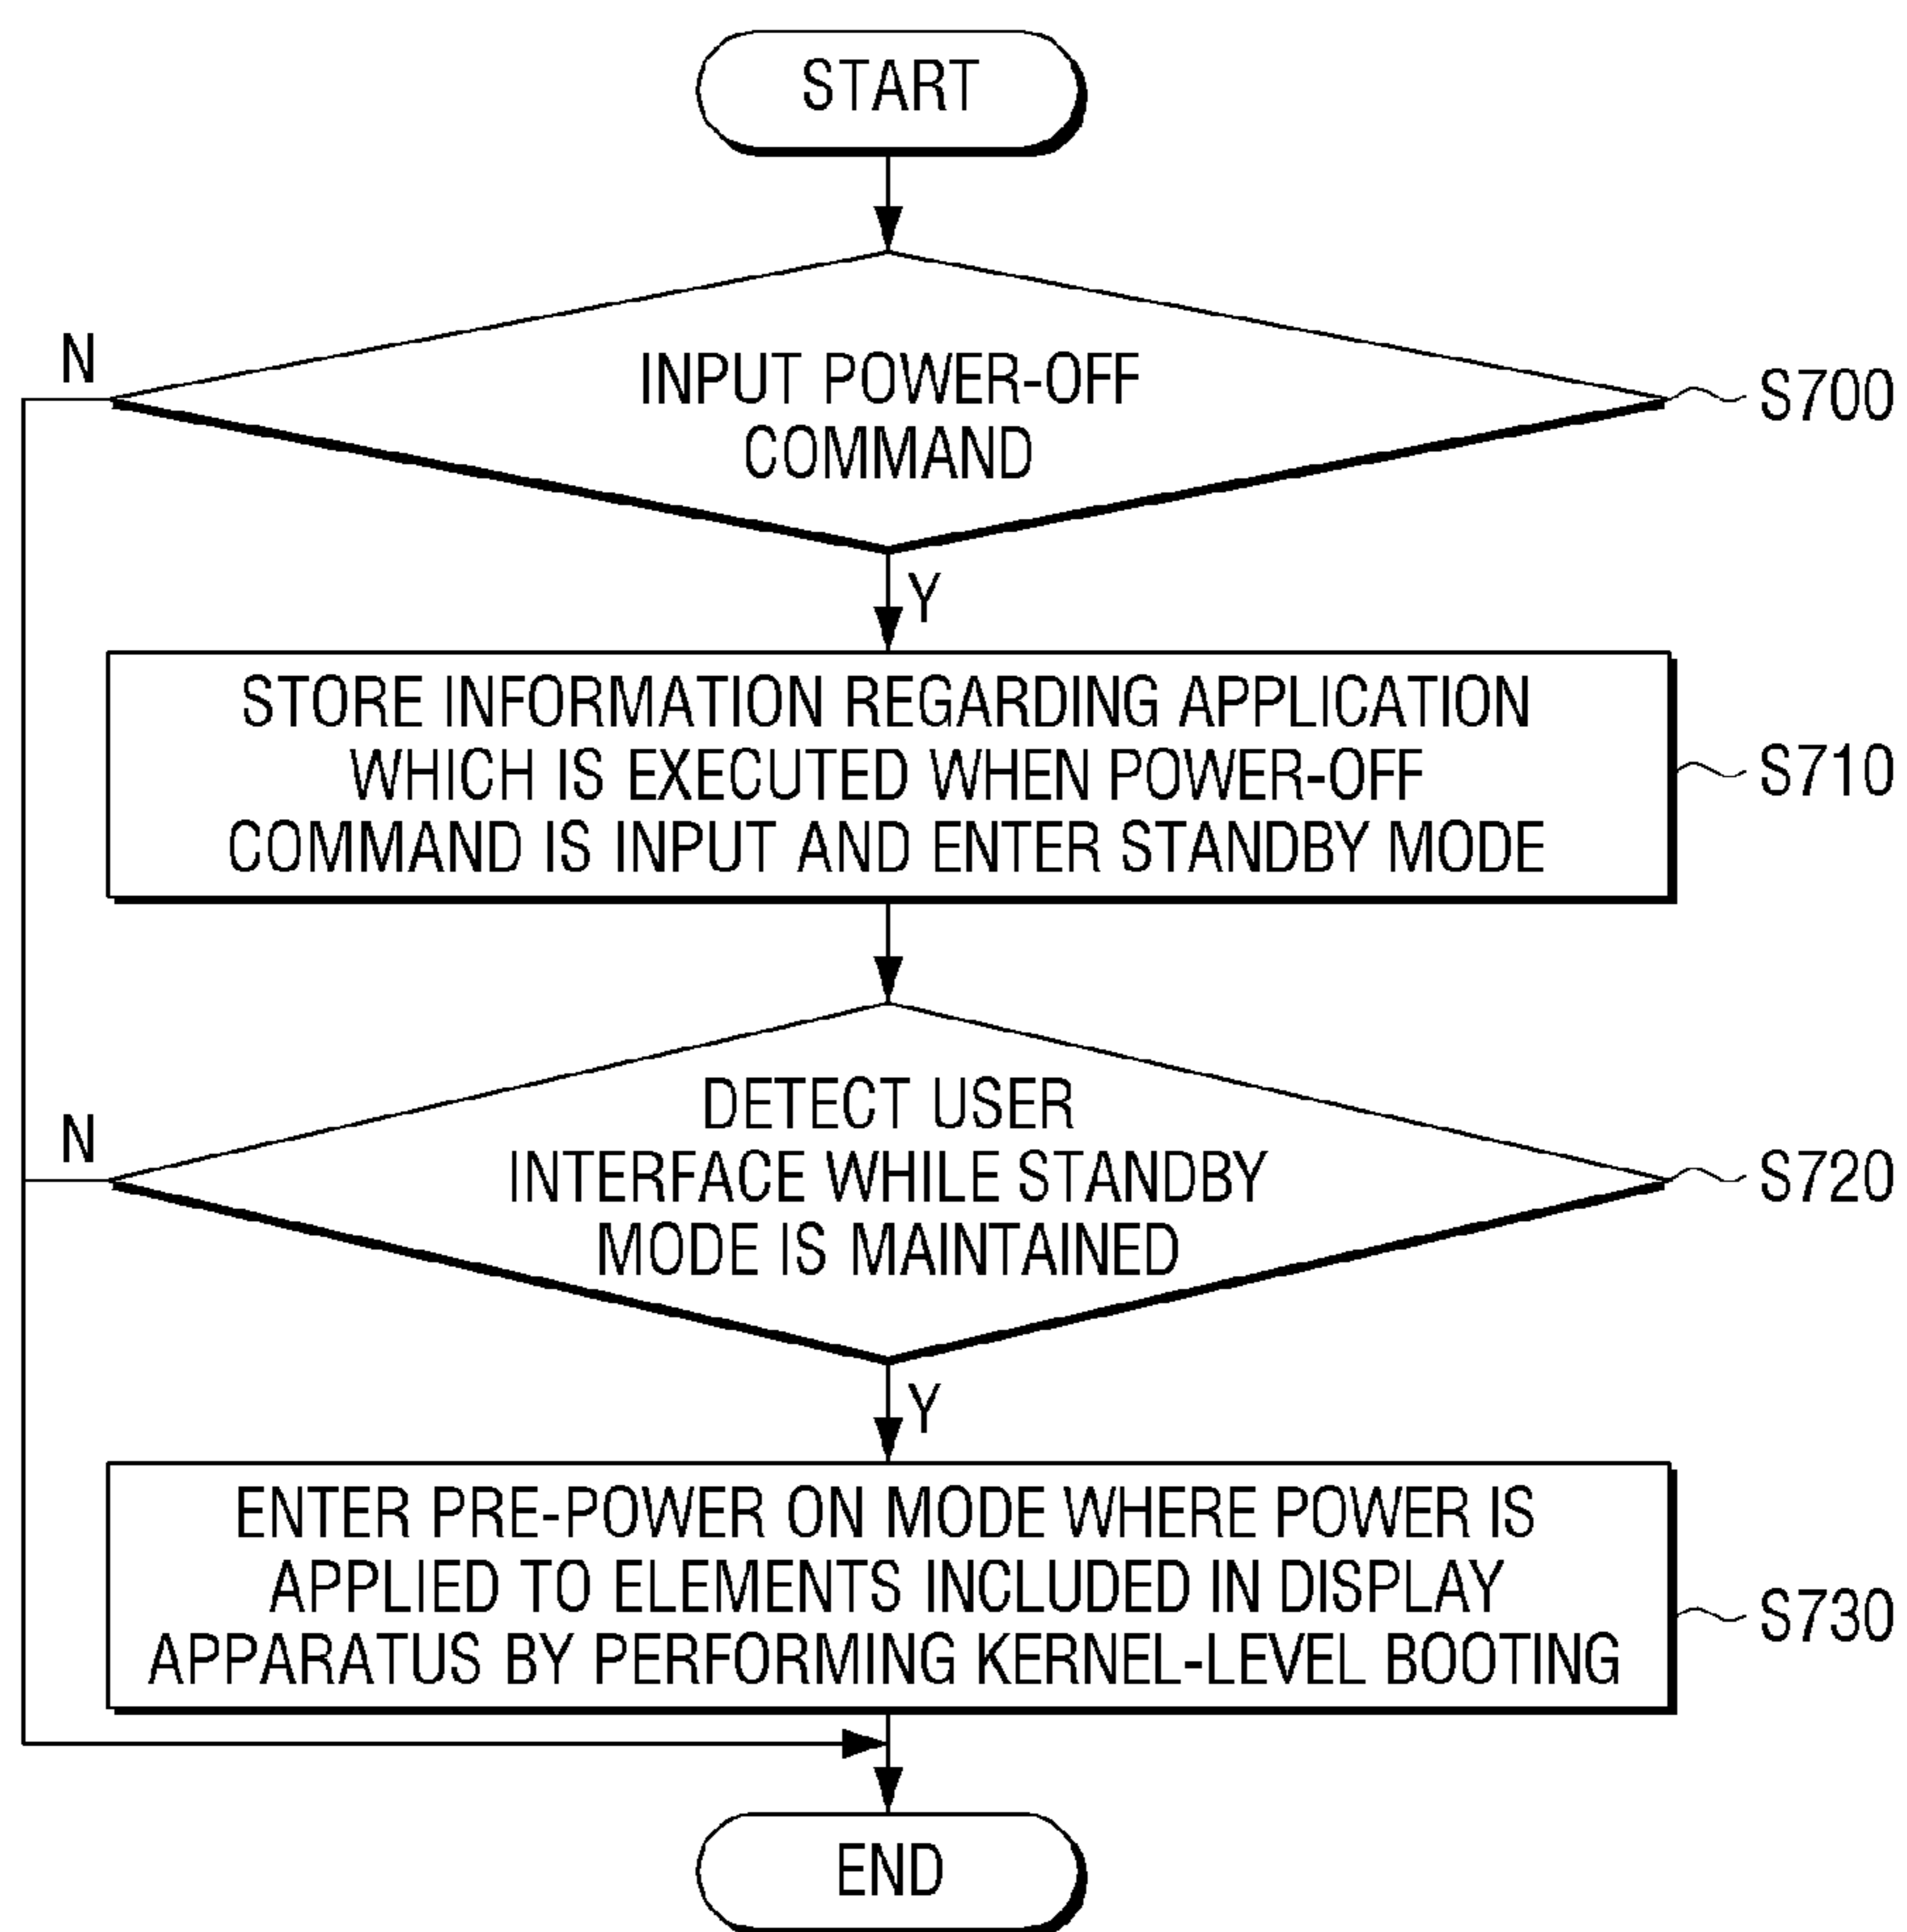 START
N
INPUT POWER-OFF
COMMAND
S700
Y
STORE INFORMATION REGARDING APPLICATION
WHICH IS EXECUTED WHEN POWER-OFF
COMMAND IS INPUT AND ENTER STANDBY MODE
S710
N
DETECT USER
INTERFACE WHILE STANDBY
MODE IS MAINTAINED
S720
Y
ENTER PRE-POWER ON MODE WHERE POWER IS
APPLIED TO ELEMENTS INCLUDED IN DISPLAY
APPARATUS BY PERFORMING KERNEL-LEVEL BOOTING
S730
END